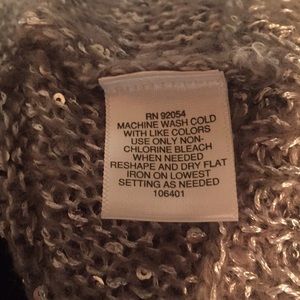 RN 92054
MACHINE WASH COLD
WITH LIKE COLORS
USE ONLY NON-
CHLORINE BLEACH
WHEN NEEDED
RESHAPE AND DRY FLAT
IRON ON LOWEST
SETTING AS NEEDED
106401